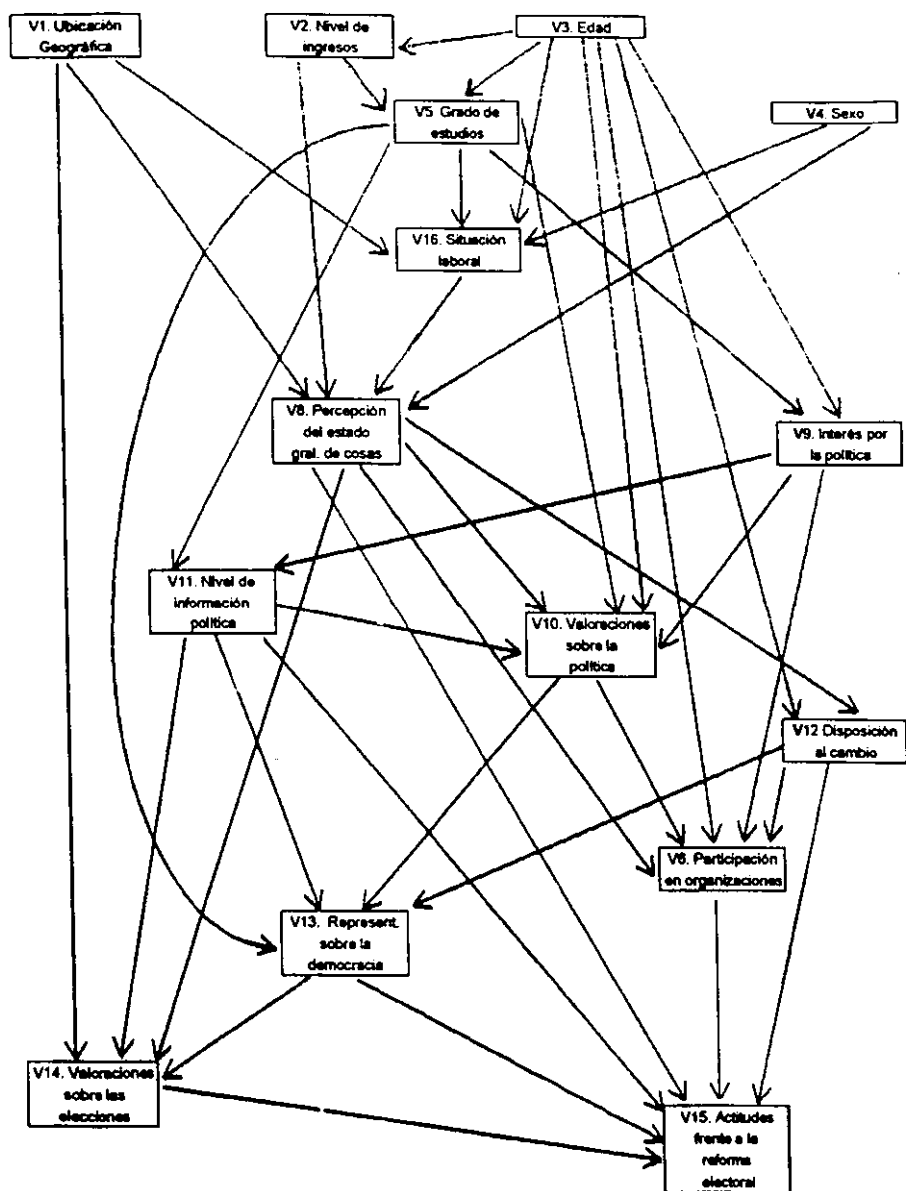 V1. Ubicación
Geográfica
V2. Nivel de
ingresos
V3. Edad
V5. Grado de
estudios
V4. Sexo
V16. Situación
laboral
V8. Percepción
del estado
gral. de cosas
V9. Interés por
la política
V11. Nivel de
información
política
V10. Valoraciones
sobre la
política
V12 Disposición
al cambio
V6. Participación
en organizaciones
V13. Represent.
sobre la
democracia
V14. Valoraciones
sobre las
elecciones
V15. Actitudes
frente a la
reforma
electoral